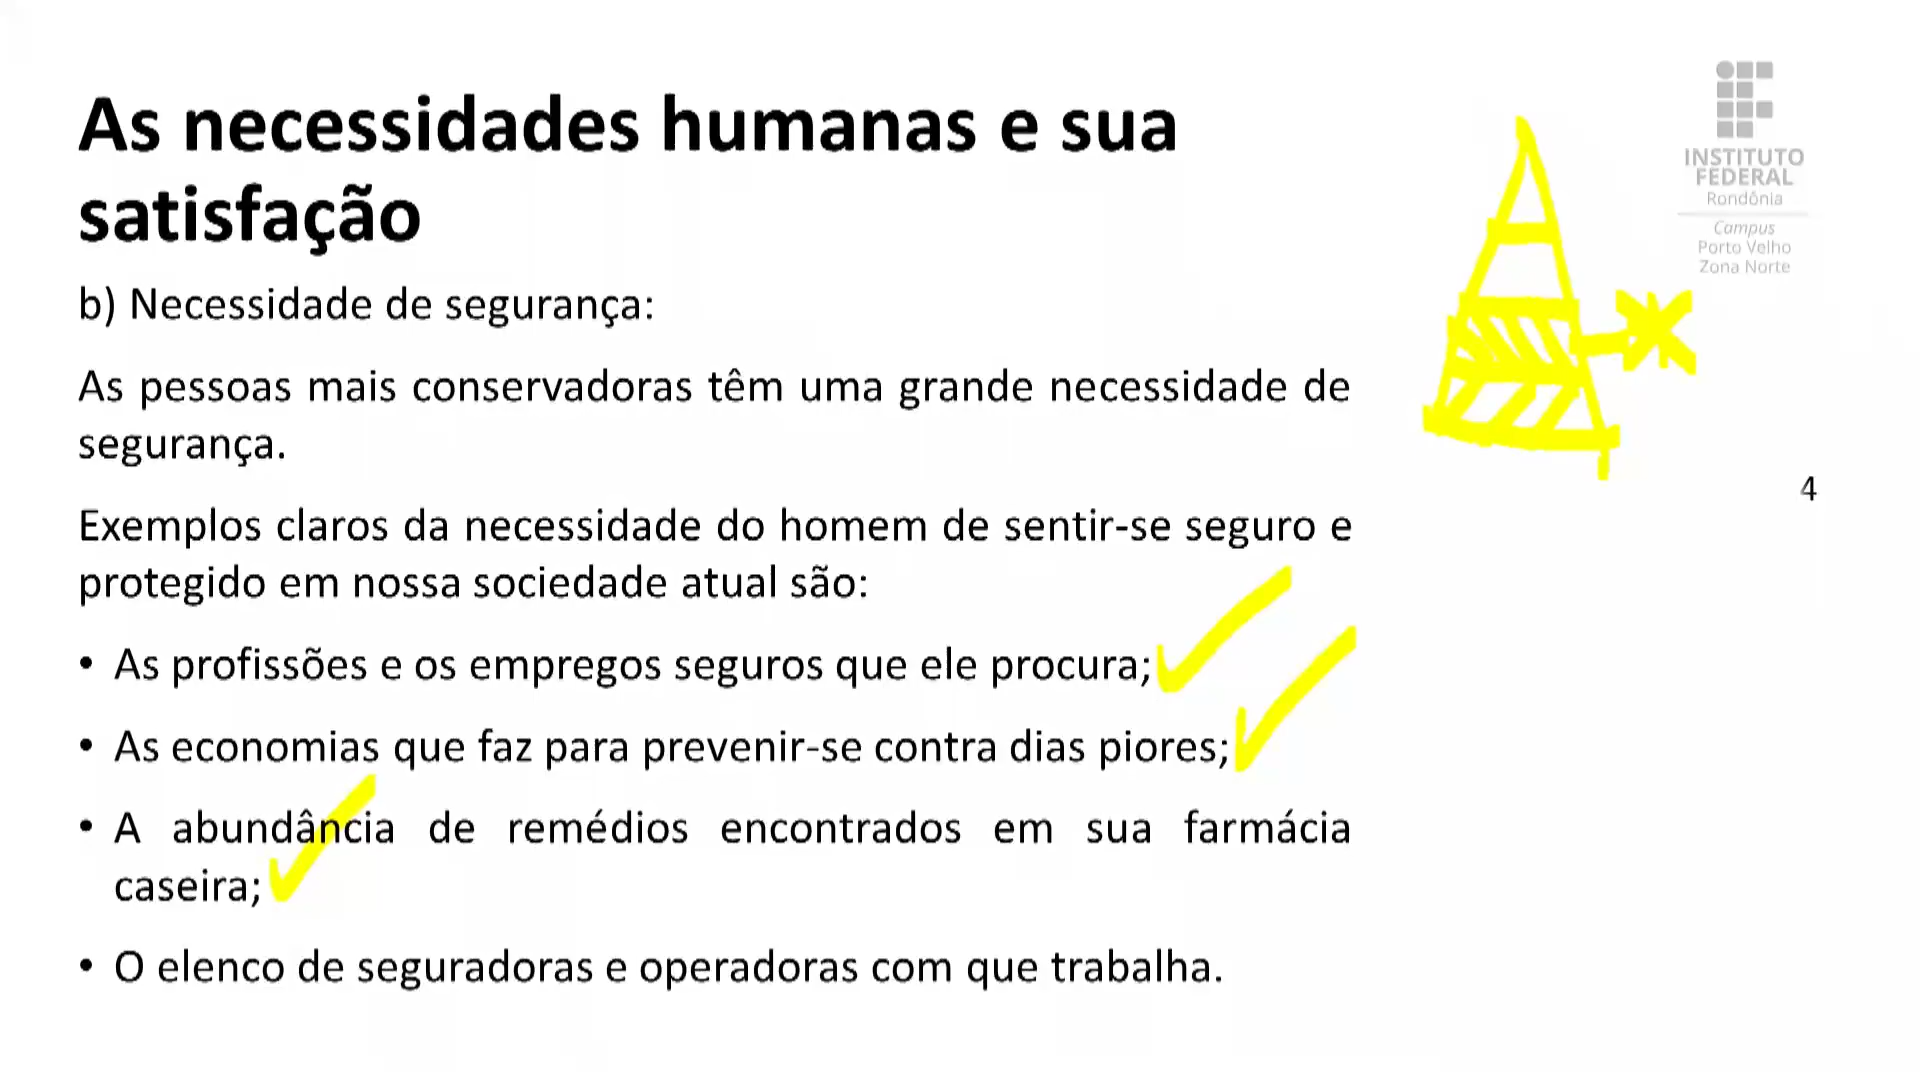 As necessidades humanas e sua
satisfação
INSTITUTO
FEDERAL
Rondônia
Campus
Porto Velho
Zona Norte
b) Necessidade de segurança:
As pessoas mais conservadoras têm uma grande necessidade de
segurança.
4
Exemplos claros da necessidade do homem de sentir-se seguro e
protegido em nossa sociedade atual são:
• As profissões e os empregos seguros que ele procura;
• As economias que faz para prevenir-se contra dias piores;
• A abundância de remédios encontrados em sua farmácia
caseira;
• O elenco de seguradoras e operadoras com que trabalha.